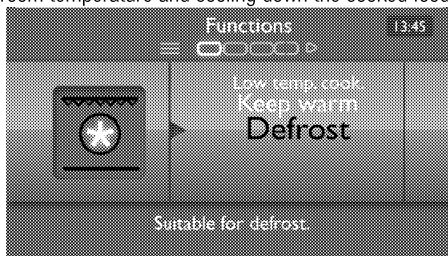 room temperature and cooling down the cooked food
Functions
13:45
Low temp. cook.
Keep warm
Defrost
Suitable for defrost.